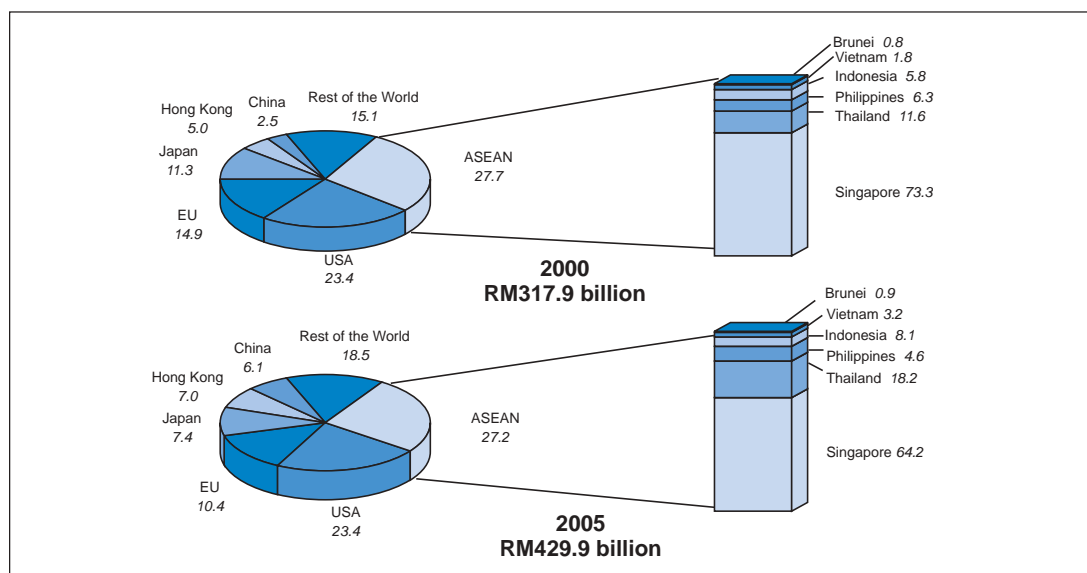 Brunei 0.8
Vietnam 1.8
Indonesia 5.8
Philippines 6.3
Thailand 11.6
Singapore 73.3
Rest of the World
15.1
China
2.5
Hong Kong
5.0
Japan
11.3
EU
14.9
USA
23.4
ASEAN
27.7
2000
RM317.9 billion
Brunei 0.9
Vietnam 3.2
Indonesia 8.1
Philippines 4.6
Thailand 18.2
Singapore 64.2
Rest of the World
18.5
China
6.1
Hong Kong
7.0
Japan
7.4
EU
10.4
USA
23.4
ASEAN
27.2
2005
RM429.9 billion